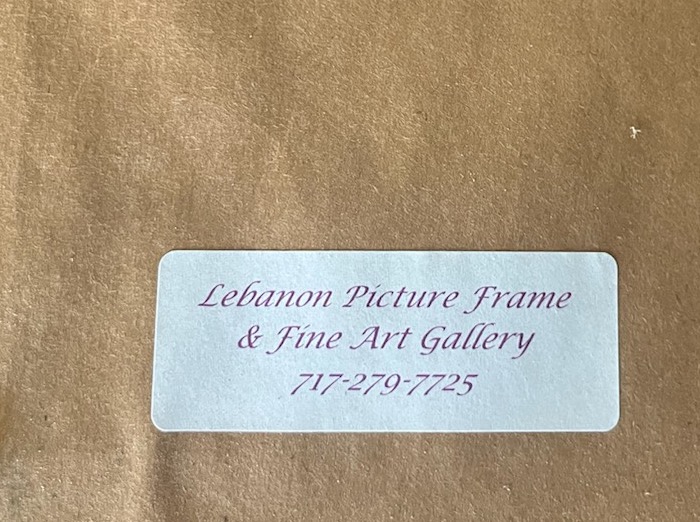 Lebanon Picture Frame
& Fine Art Gallery
717-279-7725